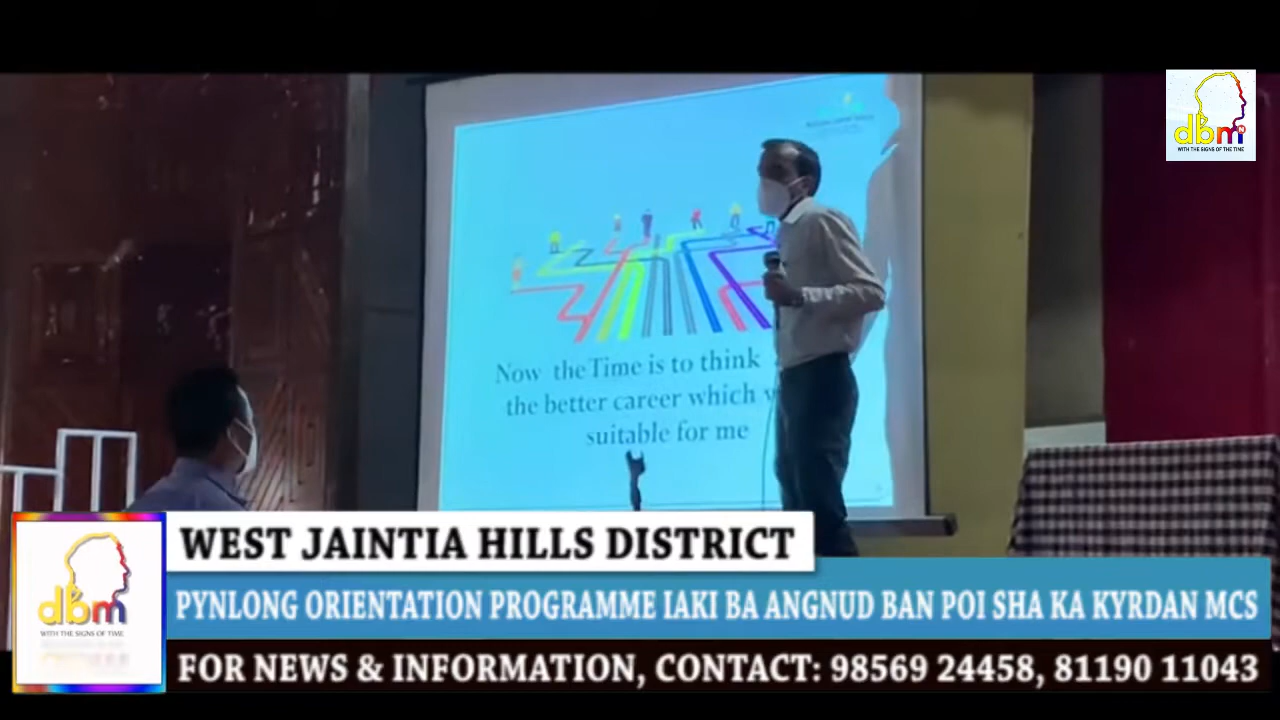 dbm
WITH THE SIGNS OF THE TIME
Now the Time is to think
the better career which
suitable for me
WEST JAINTIA HILLS DISTRICT
PYNLONG ORIENTATION PROGRAMME IAKI BA ANGNUD BAN POI SHA KA KYRDAN MCS
dbm
WITH THE SIGNS OF TIME
FOR NEWS & INFORMATION, CONTACT: 98569 24458, 81190 11043